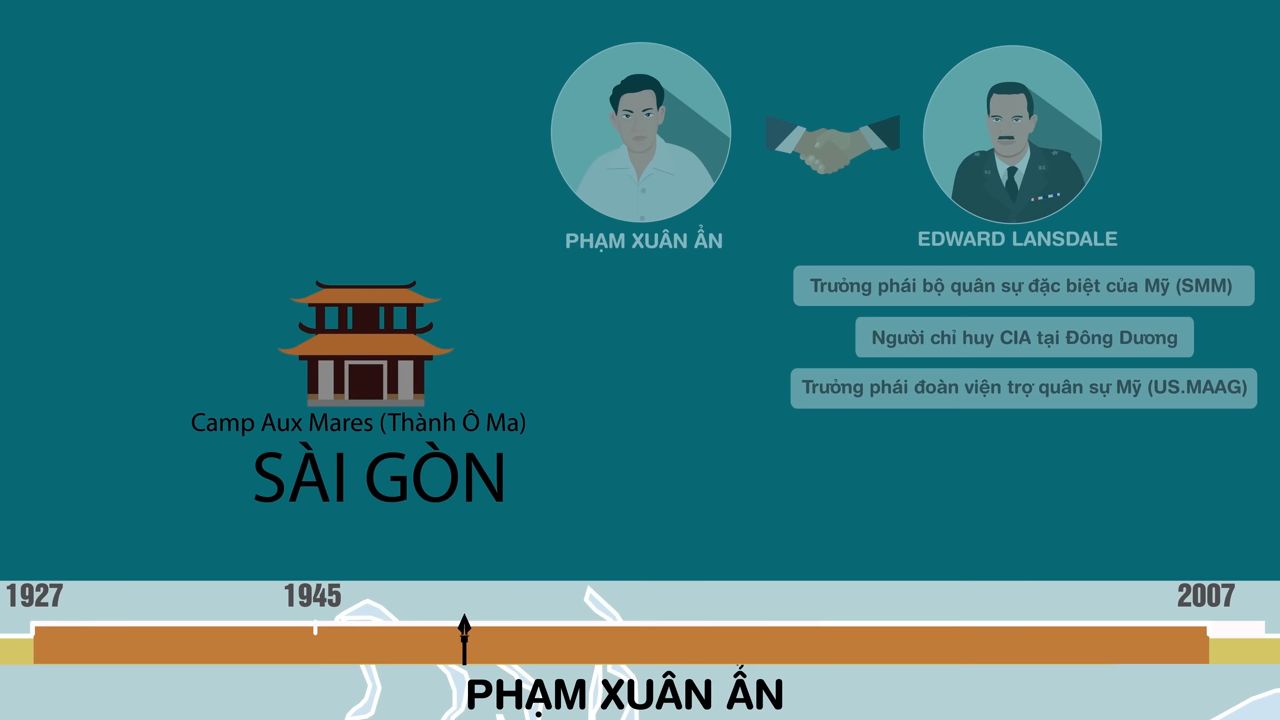 PHẠM XUÂN ẨN
EDWARD LANSDALE
Trưởng phái bộ quân sự đặc biệt của Mỹ (SMM)
Người chỉ huy CIA tại Đông Dương
Trưởng phái đoàn viện trợ quân sự Mỹ (US.MAAG)
Camp Aux Mares (Thành Ô Ma)
SÀI GÒN
1927
1945
2007
PHẠM XUÂN ẨN